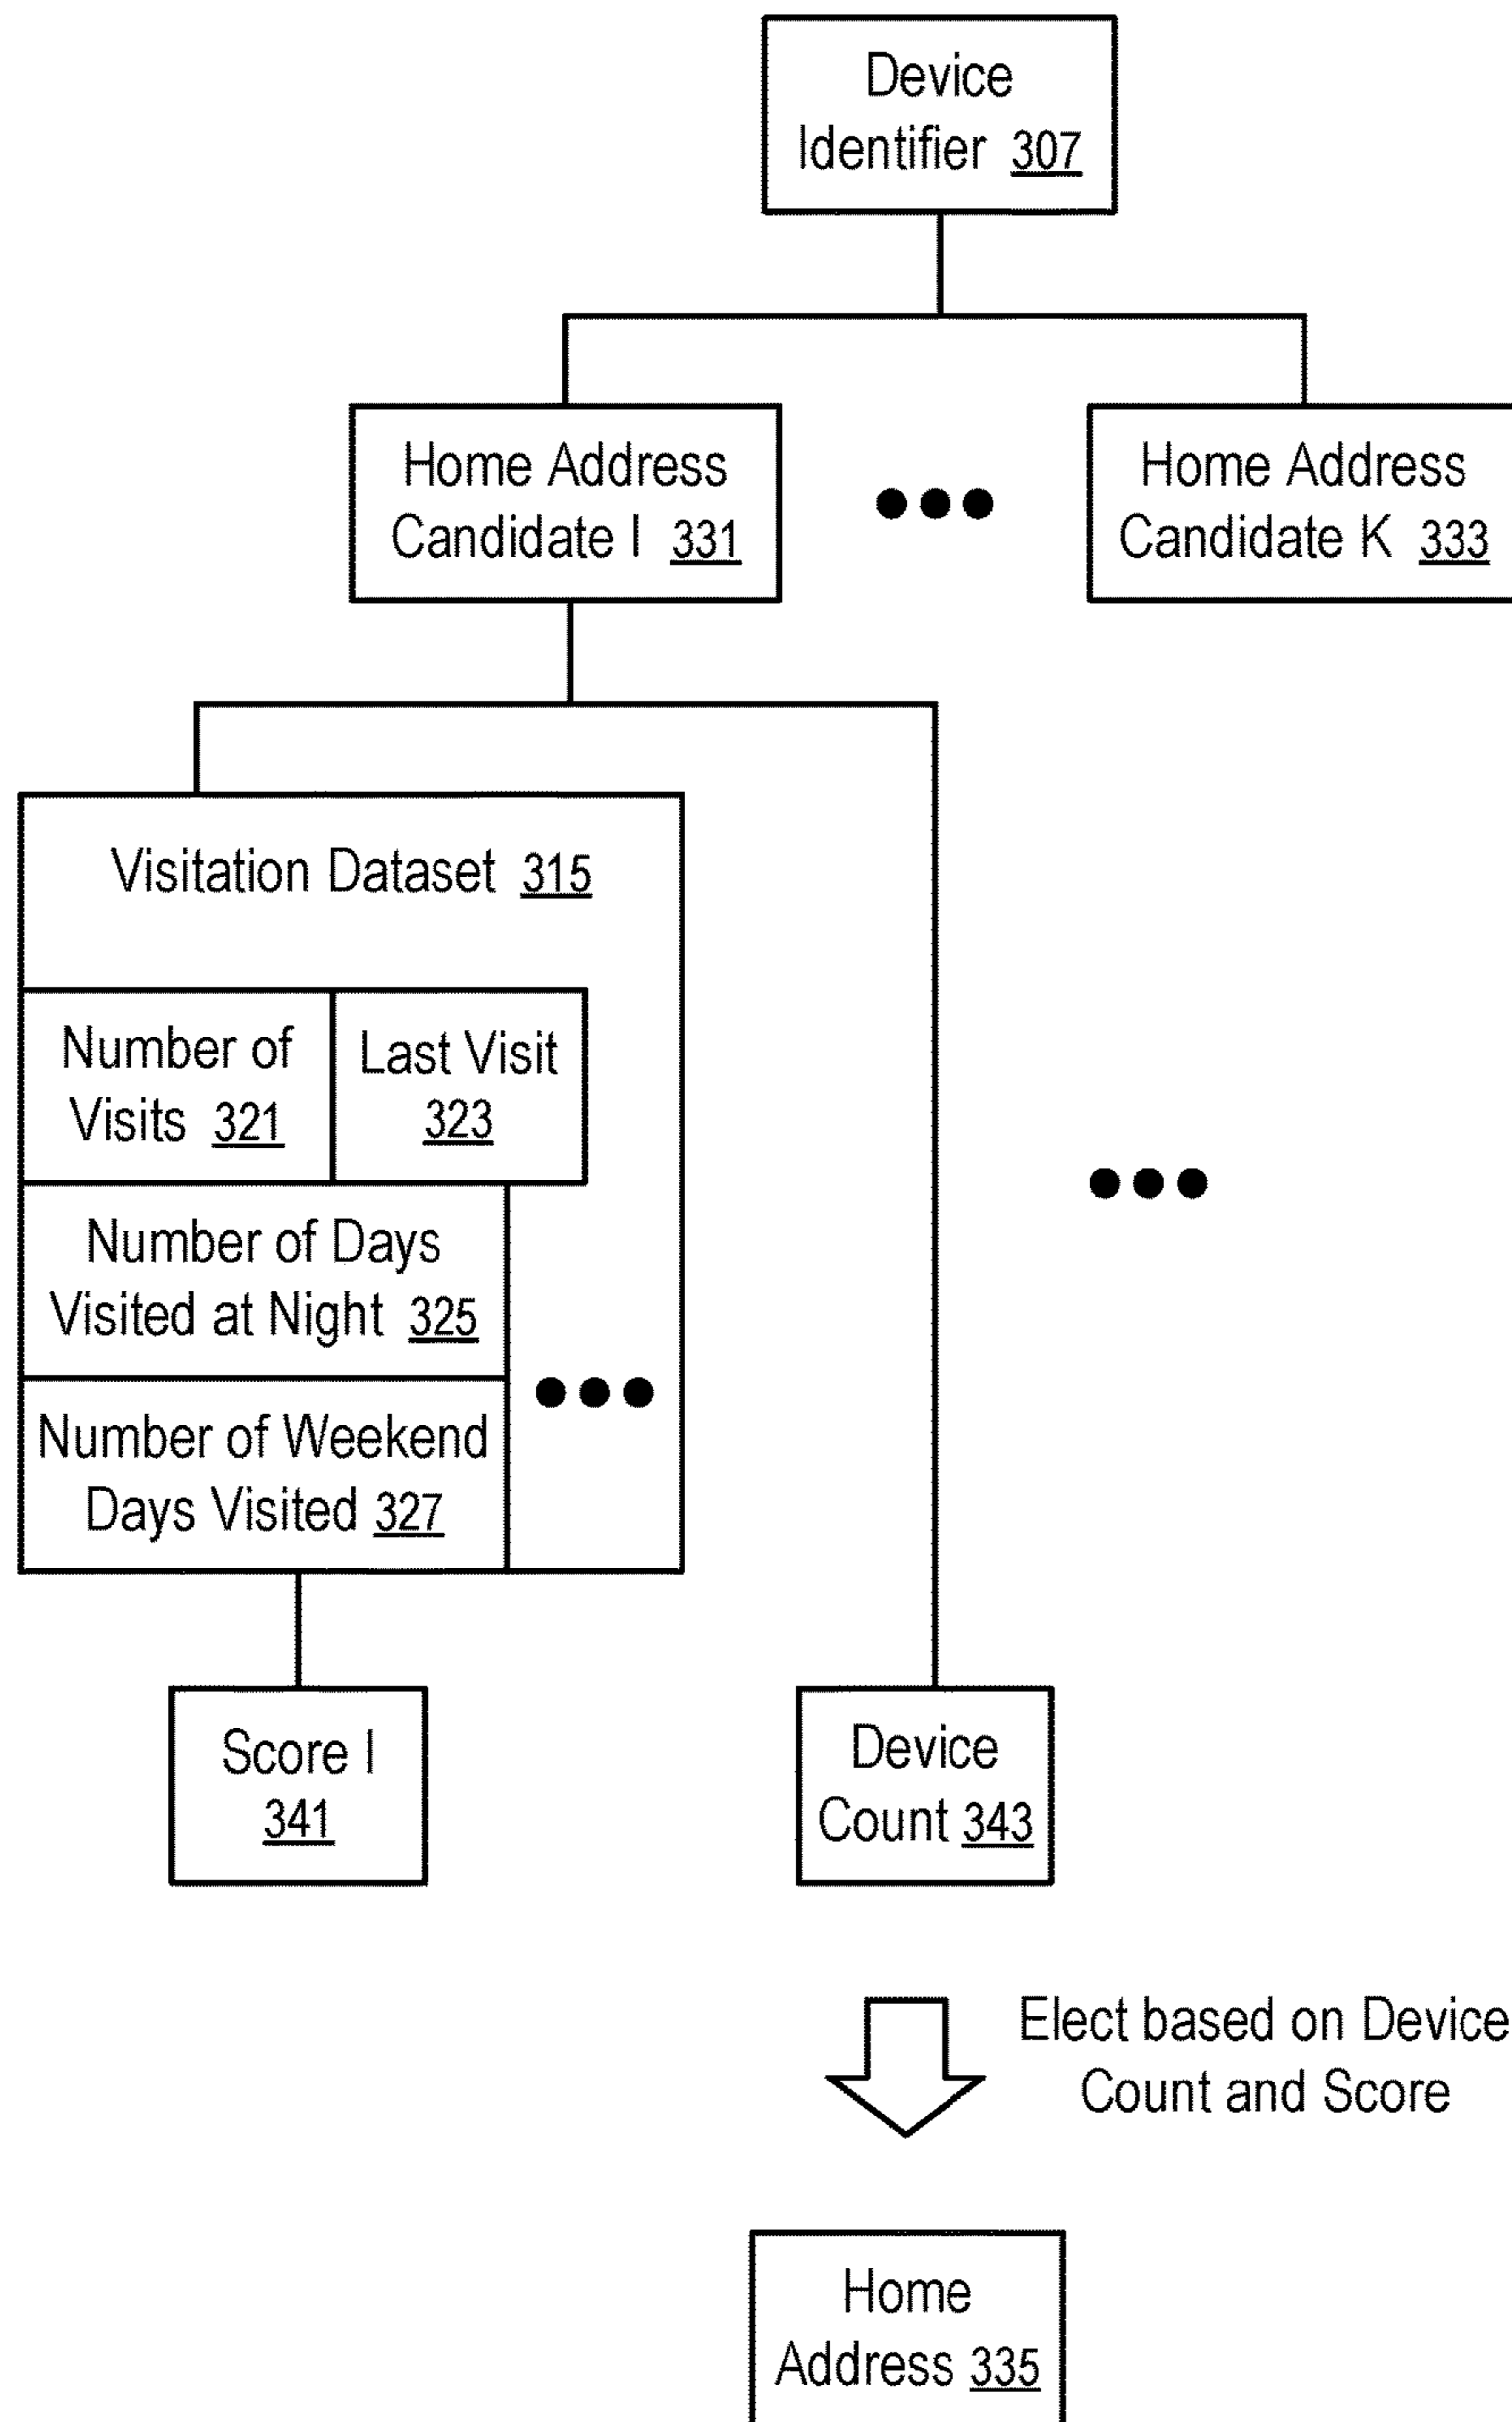 Device
Identifier 307
Home Address
Candidate I 331
Home Address
Candidate K 333
Visitation Dataset 315
Number of
Visits 321
Last Visit
323
Number of Days
Visited at Night 325
Number of Weekend
Days Visited 327
Score I
341
Device
Count 343
Elect based on Device
Count and Score
Home
Address 335